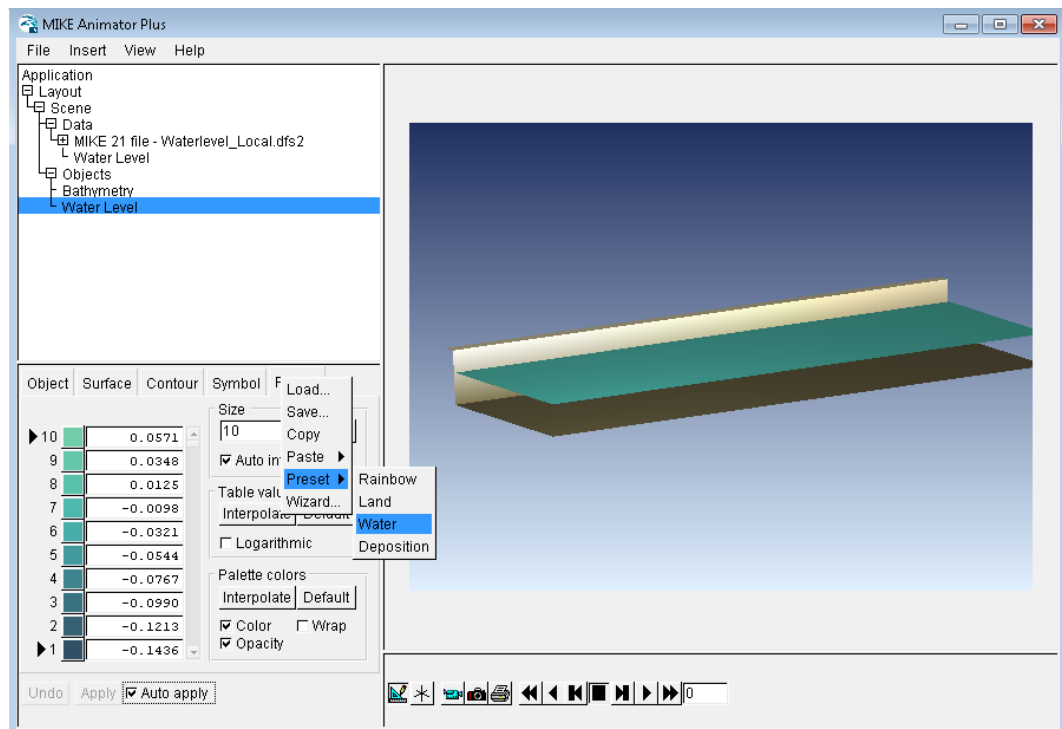 MIKE Animator Plus
File Insert View Help
Application
Layout
Scene
Data
MIKE 21 file - Waterlevel_Local.dfs2
Water Level
Objects
Bathymetry
Water Level
Object Surface Contour Symbol
Load...
Save...
Copy
Paste
Preset
Wizard...
Rainbow
Land
Water
Deposition
Size
10
Auto
Table
Interpolate Default
Logarithmic
Palette colors
Interpolate Default
Color Wrap
Opacity
10 0.0571
9 0.0348
8 0.0125
7 -0.0098
6 -0.0321
5 -0.0544
4 -0.0767
3 -0.0990
2 -0.1213
1 -0.1436
Undo Apply Auto apply
0